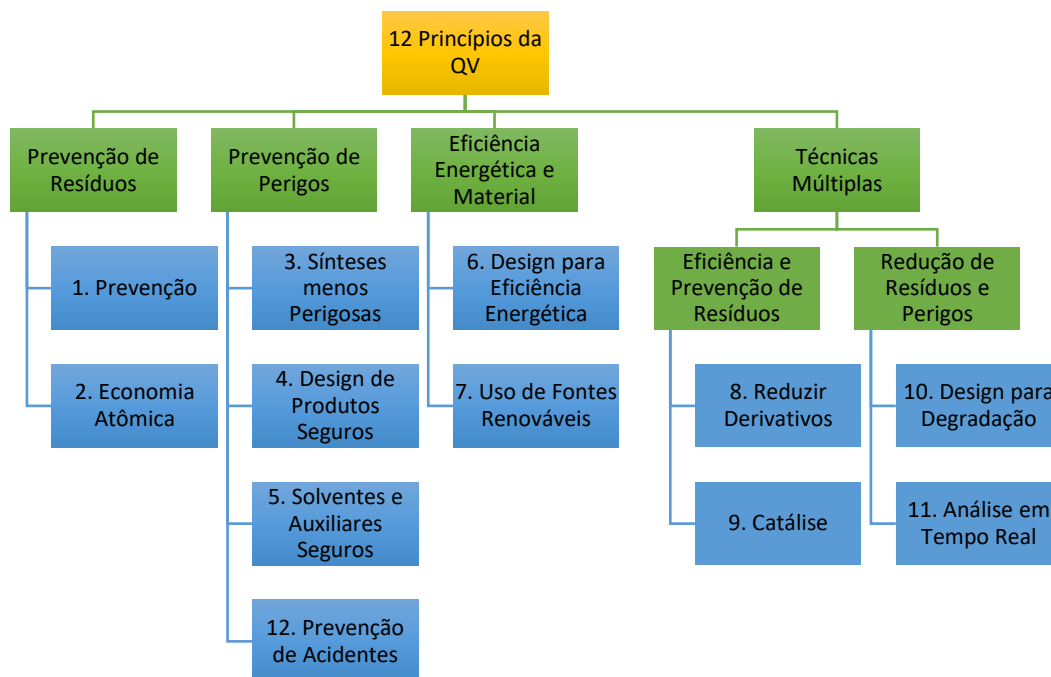 12 Princípios da
QV
Prevenção de
Resíduos
Prevenção de
Perigos
Eficiência
Energética e
Material
Técnicas
Múltiplas
1. Prevenção
2. Economia
Atômica
3. Sínteses
menos
Perigosas
4. Design de
Produtos
Seguros
5. Solventes e
Auxiliares
Seguros
12. Prevenção
de Acidentes
6. Design para
Eficiência
Energética
7. Uso de Fontes
Renováveis
Eficiência e
Prevenção de
Resíduos
8. Reduzir
Derivativos
9. Catálise
Redução de
Resíduos e
Perigos
10. Design para
Degradação
11. Análise em
Tempo Real